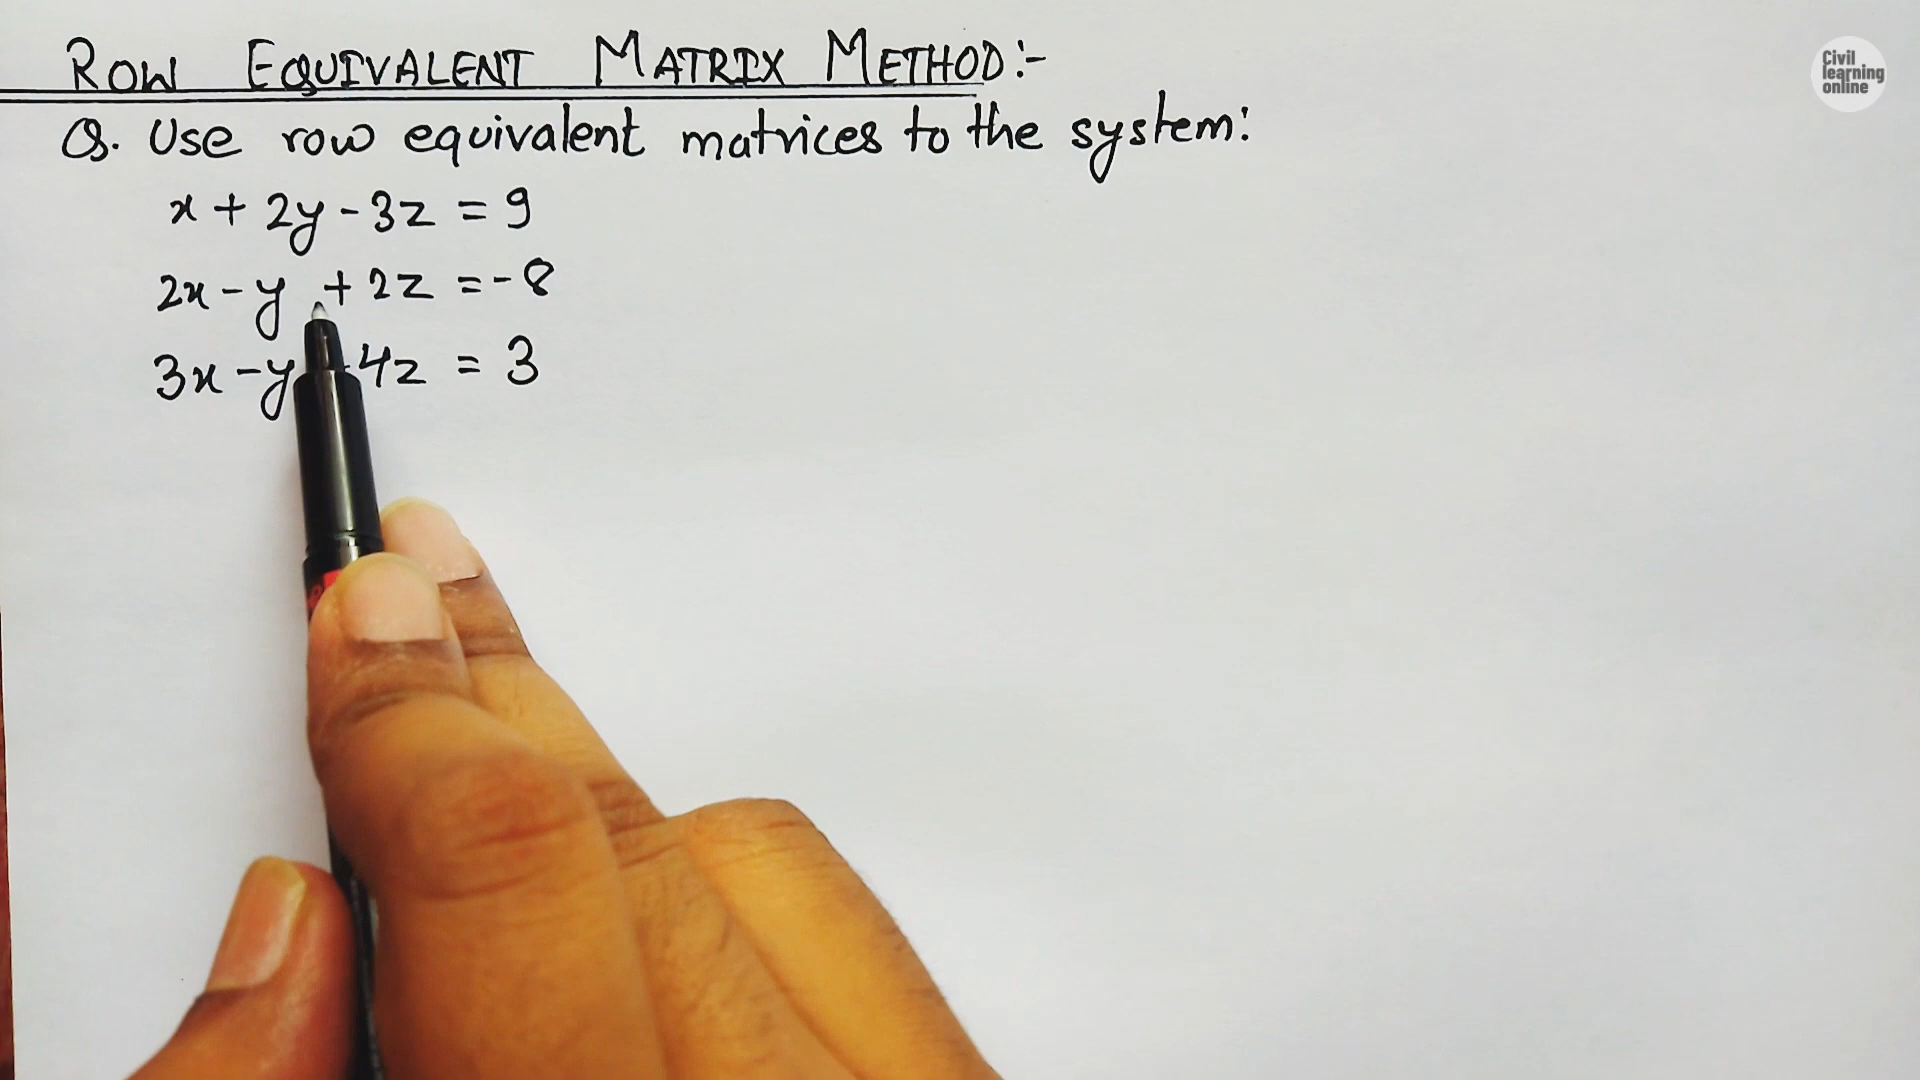 ROW EQUIVALENT MATRIX METHOD:-
Q. Use row equivalent matrices to the system:
x + 2y - 3z = 9
2x - y + 2z = -8
3x - y 4z = 3
Civil
learning
online